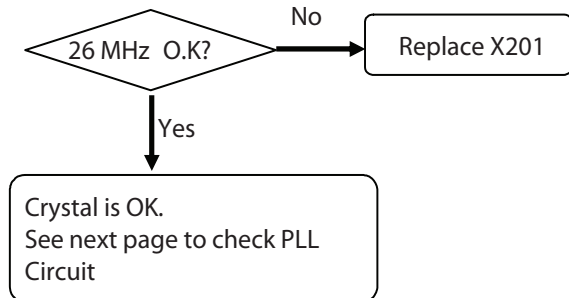 No
26 MHz O.K?
Replace X201
Yes
Crystal is OK.
See next page to check PLL
Circuit